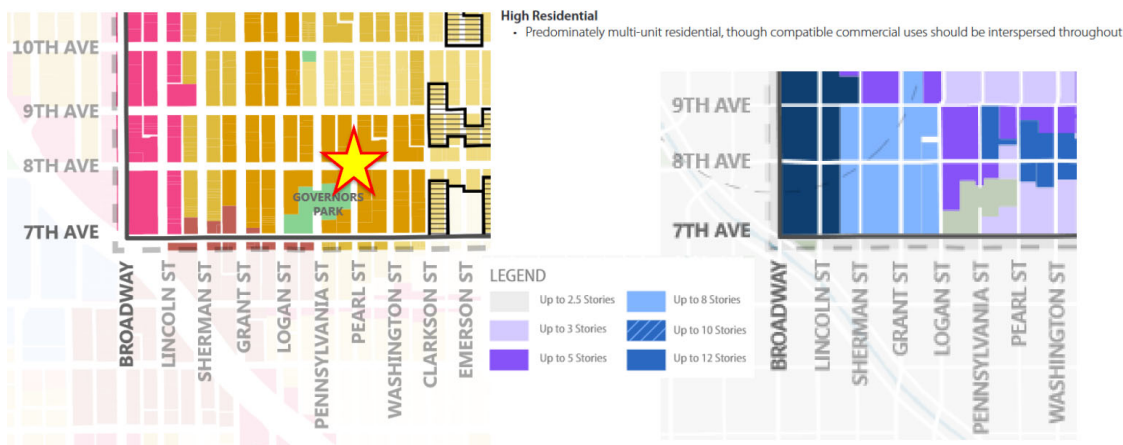 High Residential
• Predominately multi-unit residential, though compatible commercial uses should be interspersed throughout
10TH AVE
9TH AVE
8TH AVE
7TH AVE
GOVERNORS
PARK
BROADWAY
LINCOLN ST
SHERMAN ST
GRANT ST
LOGAN ST
PENNSYLVANIA ST
PEARL ST
WASHINGTON ST
CLARKSON ST
EMERSON ST
LEGEND
Up to 2.5 Stories
Up to 8 Stories
Up to 3 Stories
Up to 10 Stories
Up to 5 Stories
Up to 12 Stories
9TH AVE
8TH AVE
7TH AVE
BROADWAY
LINCOLN ST
SHERMAN ST
GRANT ST
LOGAN ST
PENNSYLVANIA ST
PEARL ST
WASHINGTON ST